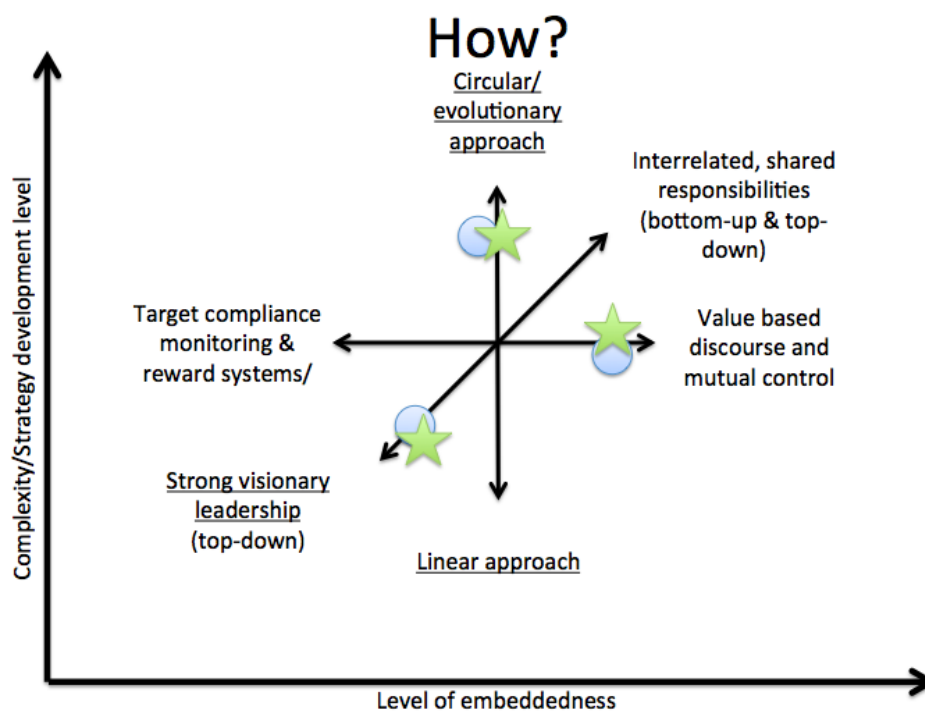 How?
Circular/
evolutionary
approach
Interrelated, shared
responsibilities
(bottom-up & top-
down)
Target compliance
monitoring &
reward systems/
Value based
discourse and
mutual control
Strong visionary
leadership
(top-down)
Linear approach
Complexity/Strategy development level
Level of embeddedness